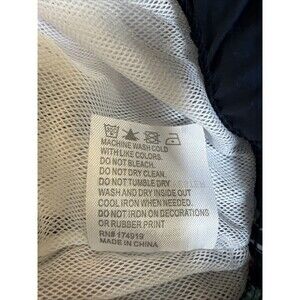 MACHINE WASH COLD
WITH LIKE COLORS.
DO NOT BLEACH.
DO NOT DRY CLEAN.
DO NOT TUMBLE DRY
WASH AND DRY INSIDE OUT
COOL IRON WHEN NEEDED.
DO NOT IRON ON DECORATIONS
OR RUBBER PRINT
RN# 174919
MADE IN CHINA